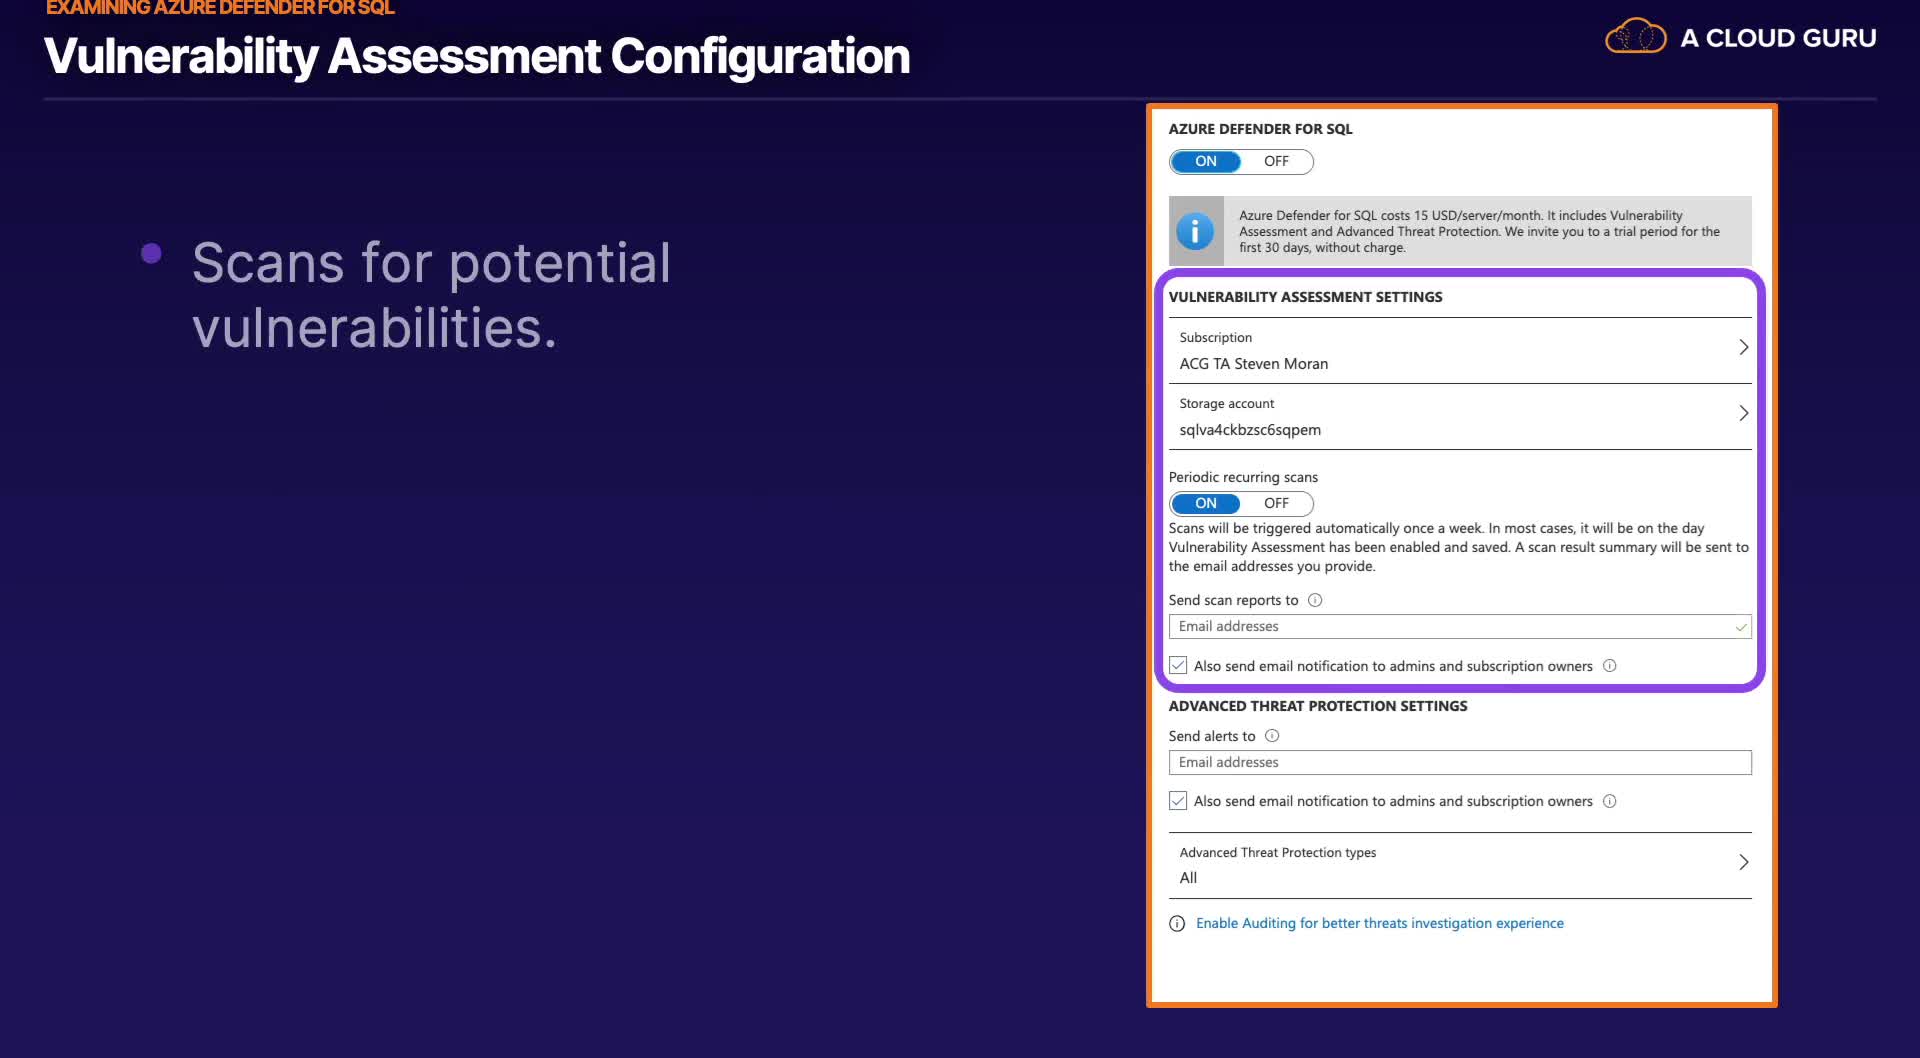 EXAMINING AZURE DEFENDER FOR SQL
Vulnerability Assessment Configuration
A CLOUD GURU
Scans for potential
vulnerabilities.
AZURE DEFENDER FOR SQL
ON OFF
Azure Defender for SQL costs 15 USD/server/month. It includes Vulnerability
Assessment and Advanced Threat Protection. We invite you to a trial period for the
first 30 days, without charge.
VULNERABILITY ASSESSMENT SETTINGS
Subscription
ACG TA Steven Moran
Storage account
sqlva4ckbzsc6sqpem
Periodic recurring scans
ON OFF
Scans will be triggered automatically once a week. In most cases, it will be on the day
Vulnerability Assessment has been enabled and saved. A scan result summary will be sent to
the email addresses you provide.
Send scan reports to
Email addresses
Also send email notification to admins and subscription owners
ADVANCED THREAT PROTECTION SETTINGS
Send alerts to
Email addresses
Also send email notification to admins and subscription owners
Advanced Threat Protection types
All
Enable Auditing for better threats investigation experience